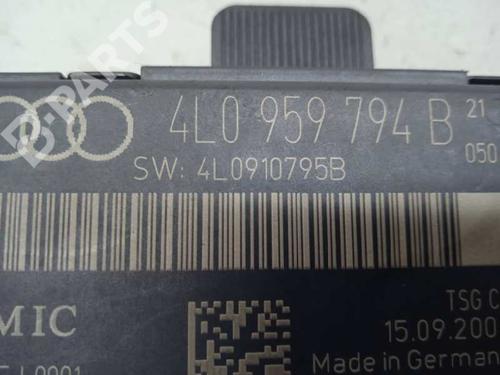 B-PARTS
4L0 959 794 B 21
SW: 4L0910795B 050
MIC TSG C
15.09.200
Made in German